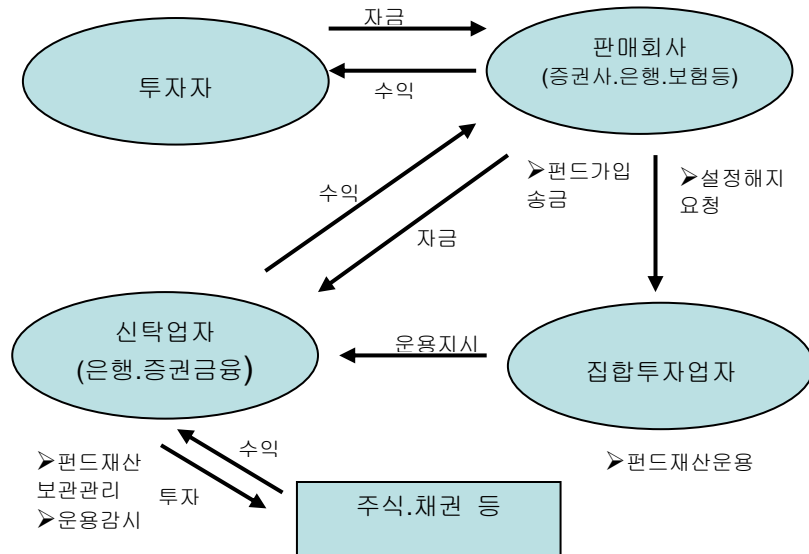 자금
투자자
판매회사
(증권사.은행.보험등)
수익
➢펀드가입
송금
➢설정해지
요청
수익
자금
신탁업자
(은행.증권금융)
운용지시
집합투자업자
➢펀드재산
보관관리
➢운용감시
수익
투자
➢펀드재산운용
주식.채권 등